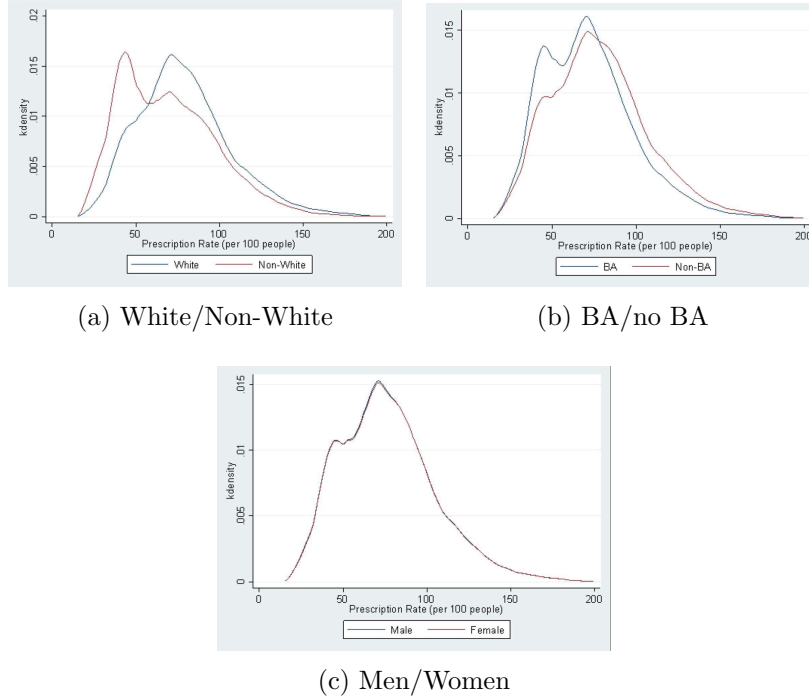 .02
.015
.01
.005
0
kdensity
0 50 100 150 200
Prescription Rate (per 100 people)
White Non-White
(a) White/Non-White
.015
.01
.005
0
kdensity
0 50 100 150 200
Prescription Rate (per 100 people)
BA Non-BA
(b) BA/no BA
.015
.01
.005
0
kdensity
0 50 100 150 200
Prescription Rate (per 100 people)
Male Female
(c) Men/Women